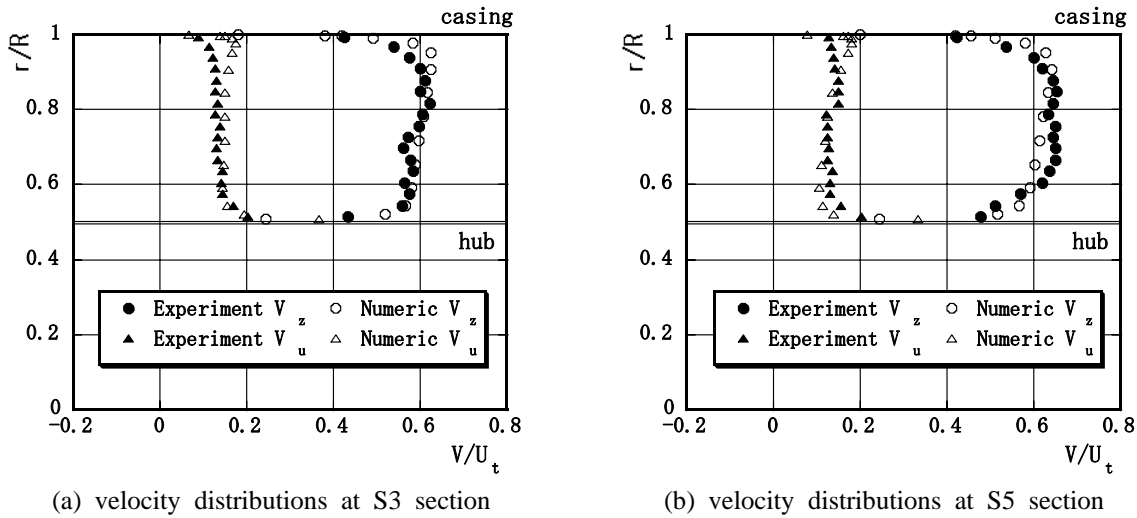 casing
r/R
1
0.8
0.6
0.4
0.2
0
hub
Experiment V z
Numeric V z
Experiment V u
Numeric V u
-0.2 0 0.2 0.4 0.6 0.8
V/U t
(a) velocity distributions at S3 section
casing
r/R
1
0.8
0.6
0.4
0.2
0
hub
Experiment V z
Numeric V z
Experiment V u
Numeric V u
-0.2 0 0.2 0.4 0.6 0.8
V/U t
(b) velocity distributions at S5 section